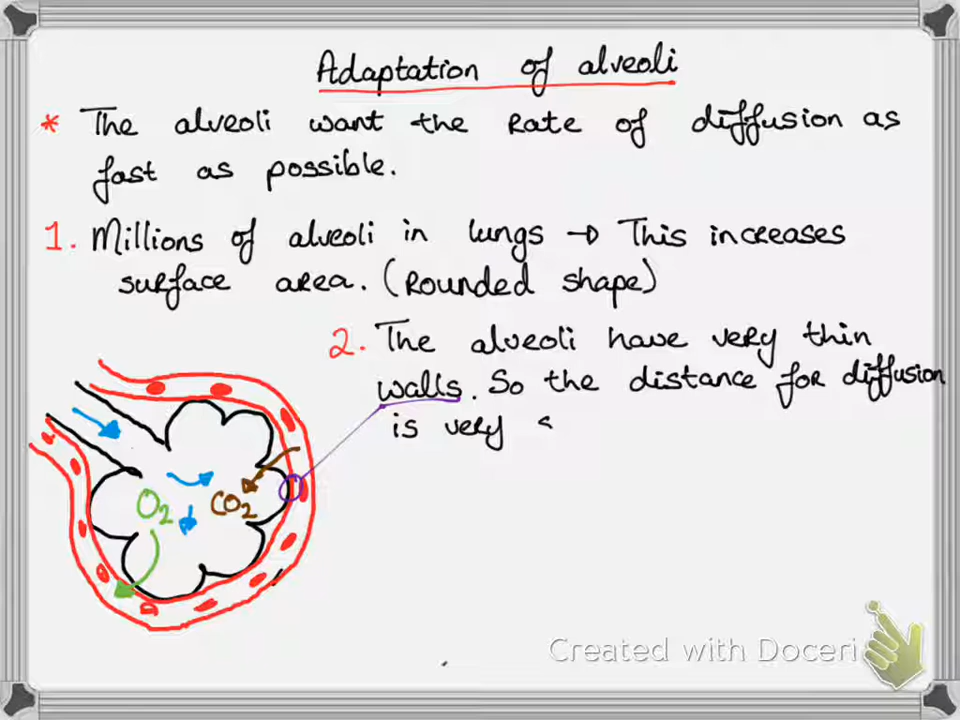 Adaptation of alveoli
* The alveoli want the rate of diffusion as
fast as possible.
1. Millions of alveoli in lungs → This increases
surface area. (Rounded shape)
2. The alveoli have very thin
walls. So the distance for diffusion
is very
O2
CO2
Created with Doceri